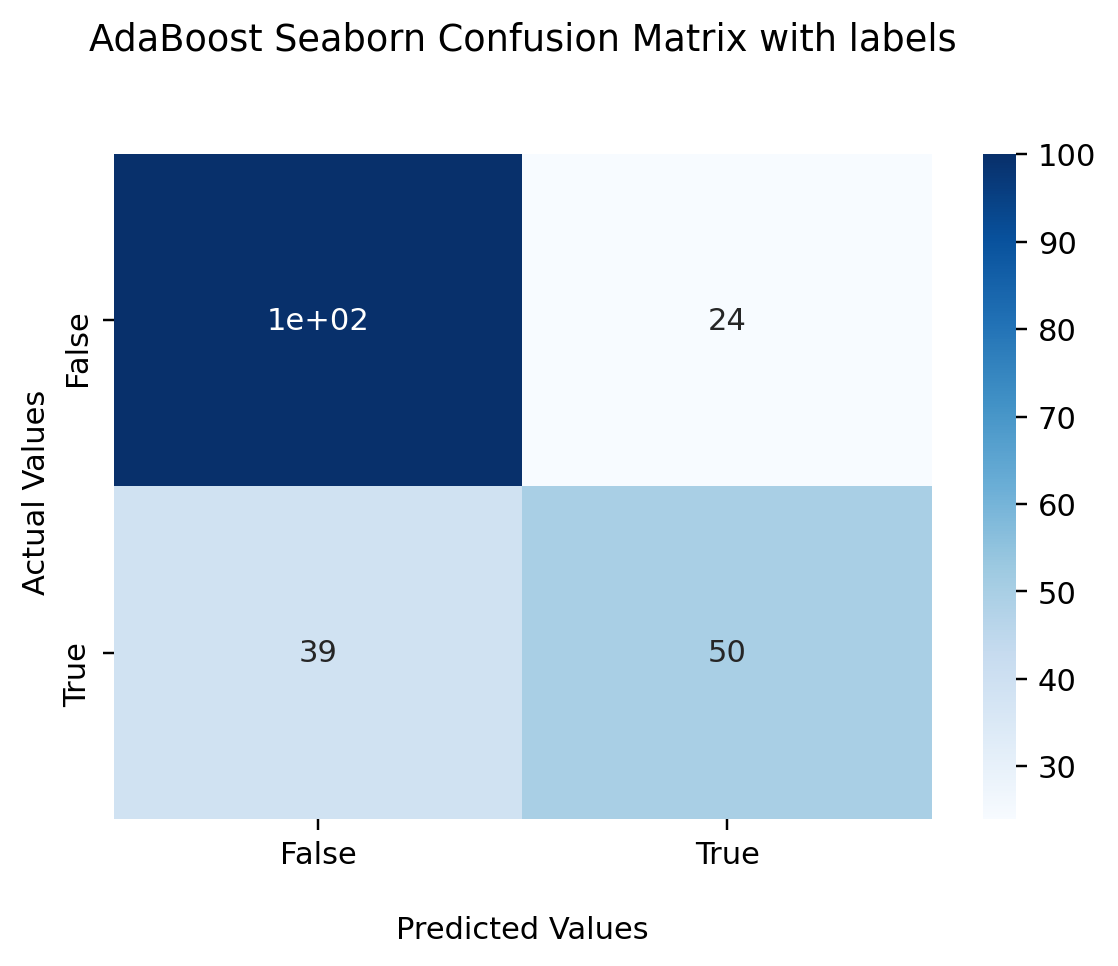 AdaBoost Seaborn Confusion Matrix with labels
100
90
80
70
60
50
40
30
Actual Values
False
True
1e+02
24
39
50
False
True
Predicted Values